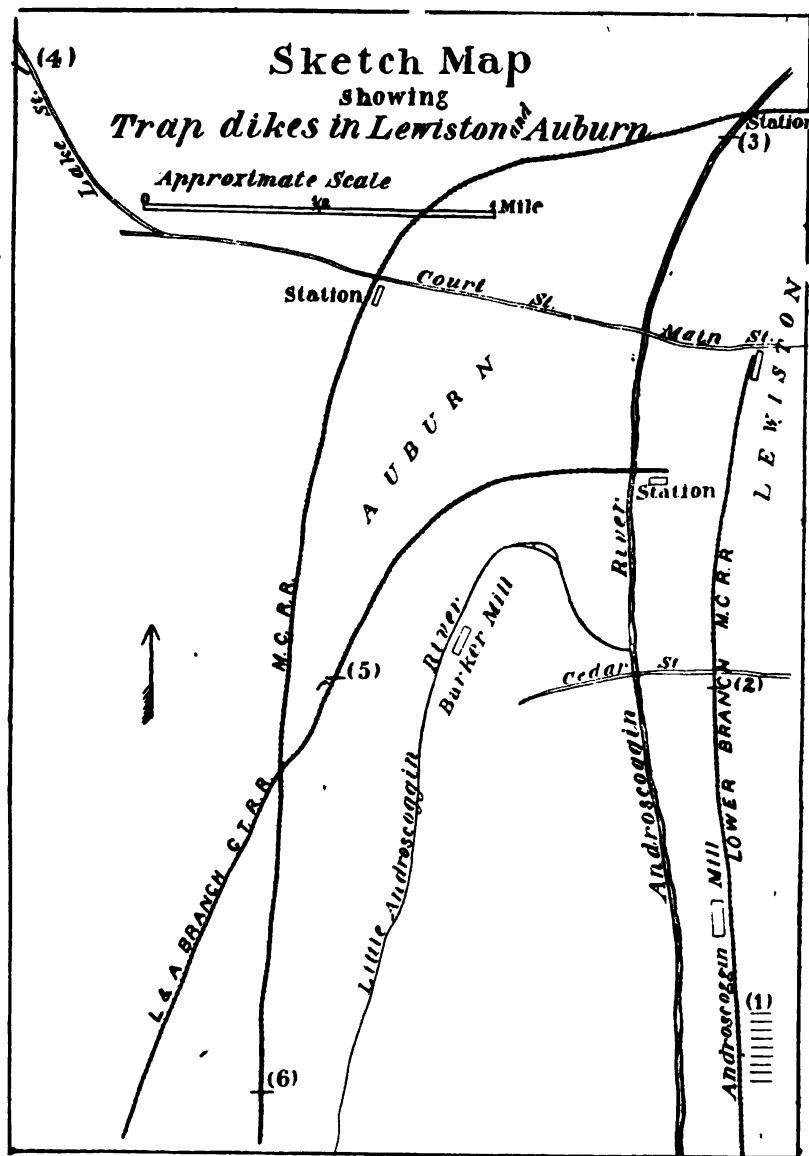 Sketch Map
showing
Trap dikes in Lewiston and Auburn
(4)
Lake St.
Station
(3)
Approximate Scale
0 ½ 1 Mile
Station
Court St.
Main St.
LEWISTON
AUBURN
Station
River
M.C.R.R.
River
Barker Mill
LOWER BRANCH M.C.R.R
(5)
Cedar St
(2)
Androscoggin
L & A BRANCH G.T.R.R.
Little Androscoggin
Androscoggin Mill
(1)
(6)